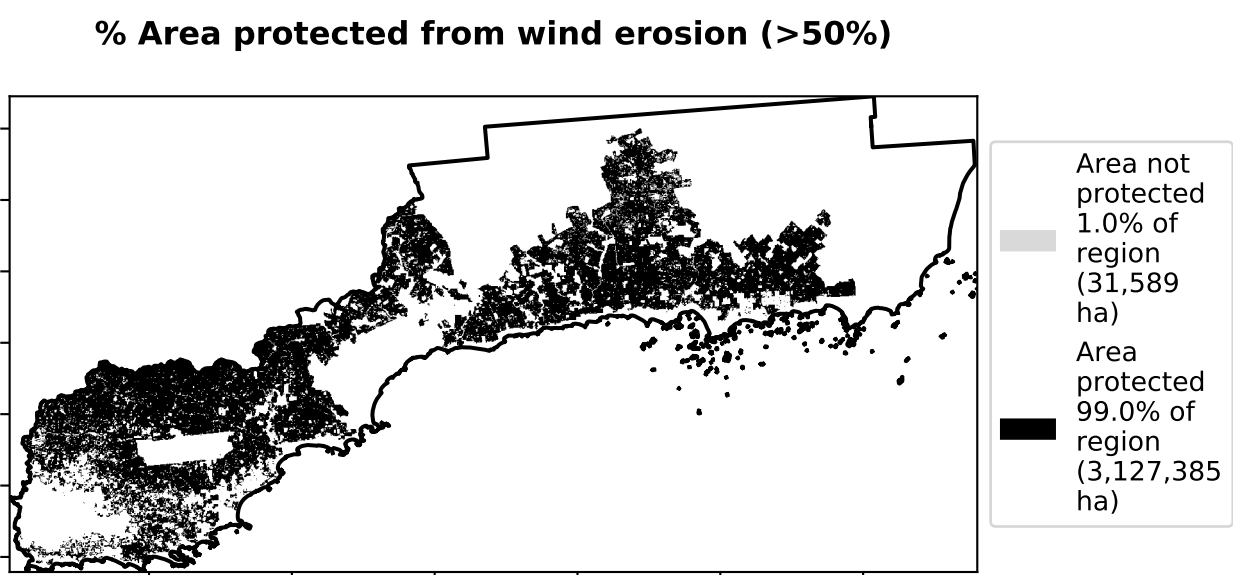 % Area protected from wind erosion (>50%)
Area not
protected
1.0% of
region
(31,589
ha)
Area
protected
99.0% of
region
(3,127,385
ha)